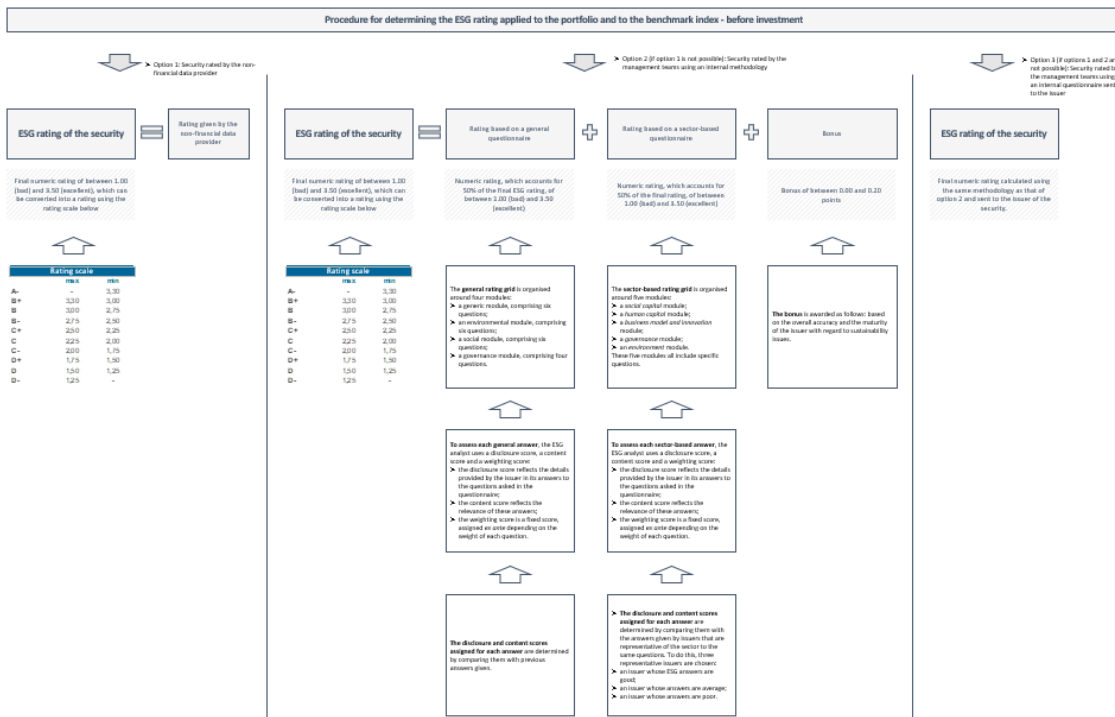 Procedure for determining the ESG rating applied to the portfolio and to the benchmark index - before investment
➤ Option 1: Security rated by the non-
financial data provider
ESG rating of the security
Rating given by the
non-financial data
provider
Final numeric rating of between 1.00
(bad) and 3.50 (excellent), which can
be converted into a rating using the
rating scale below
Rating scale
max min
A- - 3,30
B+ 3,30 3,00
B 3,00 2,75
B- 2,75 2,50
C+ 2,50 2,25
C 2,25 2,00
C- 2,00 1,75
D+ 1,75 1,50
D 1,50 1,25
D- 1,25 -
➤ Option 2 (if option 1 is not possible): Security rated by the
management teams using an internal methodology
ESG rating of the security
Rating based on a general
questionnaire
Rating based on a sector-based
questionnaire
Bonus
Final numeric rating of between 1.00
(bad) and 3.50 (excellent), which can
be converted into a rating using the
rating scale below
Numeric rating, which accounts for
50% of the final ESG rating, of
between 1.00 (bad) and 3.50
(excellent)
Numeric rating, which accounts for
50% of the final rating, of between
1.00 (bad) and 3.50 (excellent)
Bonus of between 0.00 and 0.20
points
Rating scale
max min
A- - 3,30
B+ 3,30 3,00
B 3,00 2,75
B- 2,75 2,50
C+ 2,50 2,25
C 2,25 2,00
C- 2,00 1,75
D+ 1,75 1,50
D 1,50 1,25
D- 1,25 -
The general rating grid is organised
around four modules:
➤ a generic module, comprising six
questions;
➤ an environmental module, comprising
six questions;
➤ a social module, comprising six
questions;
➤ a governance module, comprising four
questions.
The sector-based rating grid is organised
around five modules:
➤ a social capital module;
➤ a human capital module;
➤ a business model and innovation
module;
➤ a governance module;
➤ an environment module.
These five modules all include specific
questions.
The bonus is awarded as follows: based
on the overall accuracy and the maturity
of the issuer with regard to sustainability
issues.
To assess each general answer, the ESG
analyst uses a disclosure score, a content
score and a weighting score:
➤ the disclosure score reflects the details
provided by the issuer in its answers to
the questions asked in the
questionnaire;
➤ the content score reflects the
relevance of these answers;
➤ the weighting score is a fixed score,
assigned ex ante depending on the
weight of each question.
To assess each sector-based answer, the
ESG analyst uses a disclosure score, a
content score and a weighting score:
➤ the disclosure score reflects the details
provided by the issuer in its answers to
the questions asked in the
questionnaire;
➤ the content score reflects the
relevance of these answers;
➤ the weighting score is a fixed score,
assigned ex ante depending on the
weight of each question.
The disclosure and content scores
assigned for each answer are determined
by comparing them with previous
answers given.
➤ The disclosure and content scores
assigned for each answer are
determined by comparing them with
the answers given by issuers that are
representative of the sector to
the same questions. To do this, three
representative issuers are chosen:
➤ an issuer whose ESG answers are
good;
➤ an issuer whose answers are average;
➤ an issuer whose answers are poor.
➤ Option 3 (if options 1 and 2 are
not possible): Security rated
the management teams using
an internal questionnaire sent
to the issuer
ESG rating of the security
Final numeric rating calculated using
the same methodology as that of
option 2 and sent to the issuer of the
security.